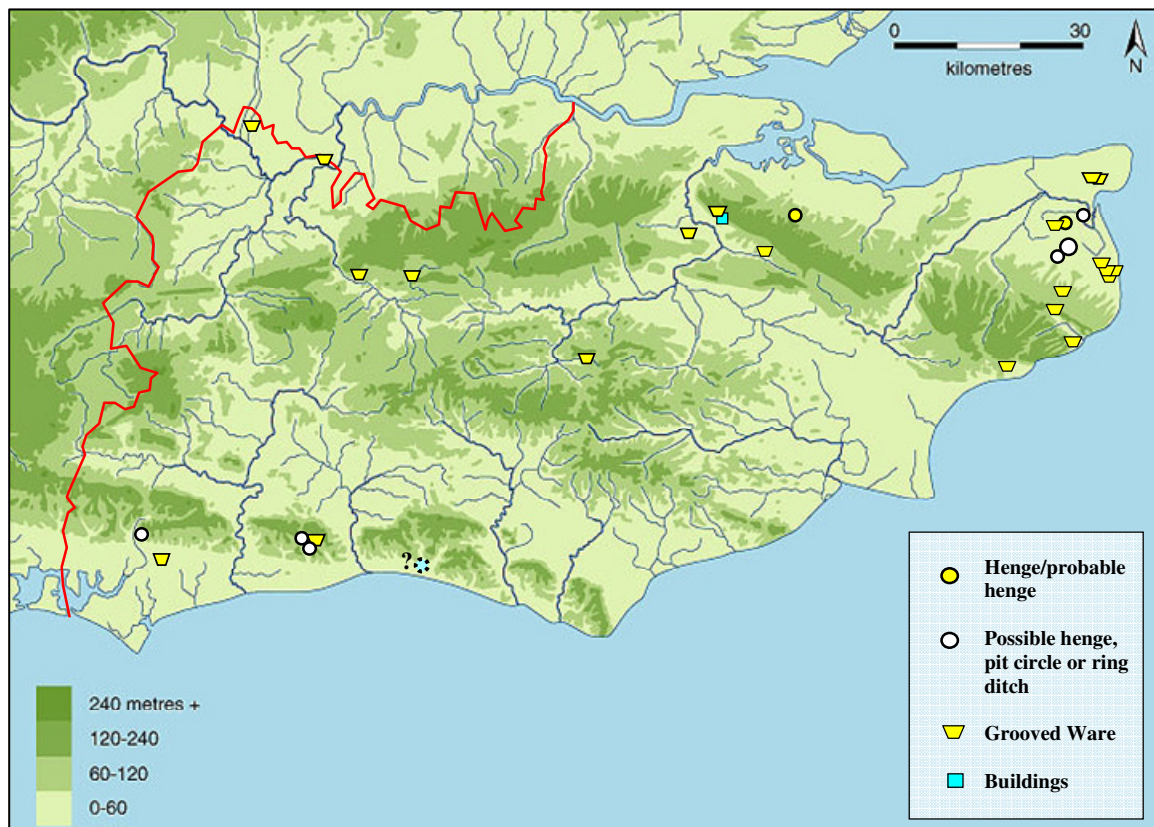 0 30
kilometres
N
?
240 metres +
120-240
60-120
0-60
Henge/probable
henge
Possible henge,
pit circle or ring
ditch
Grooved Ware
Buildings